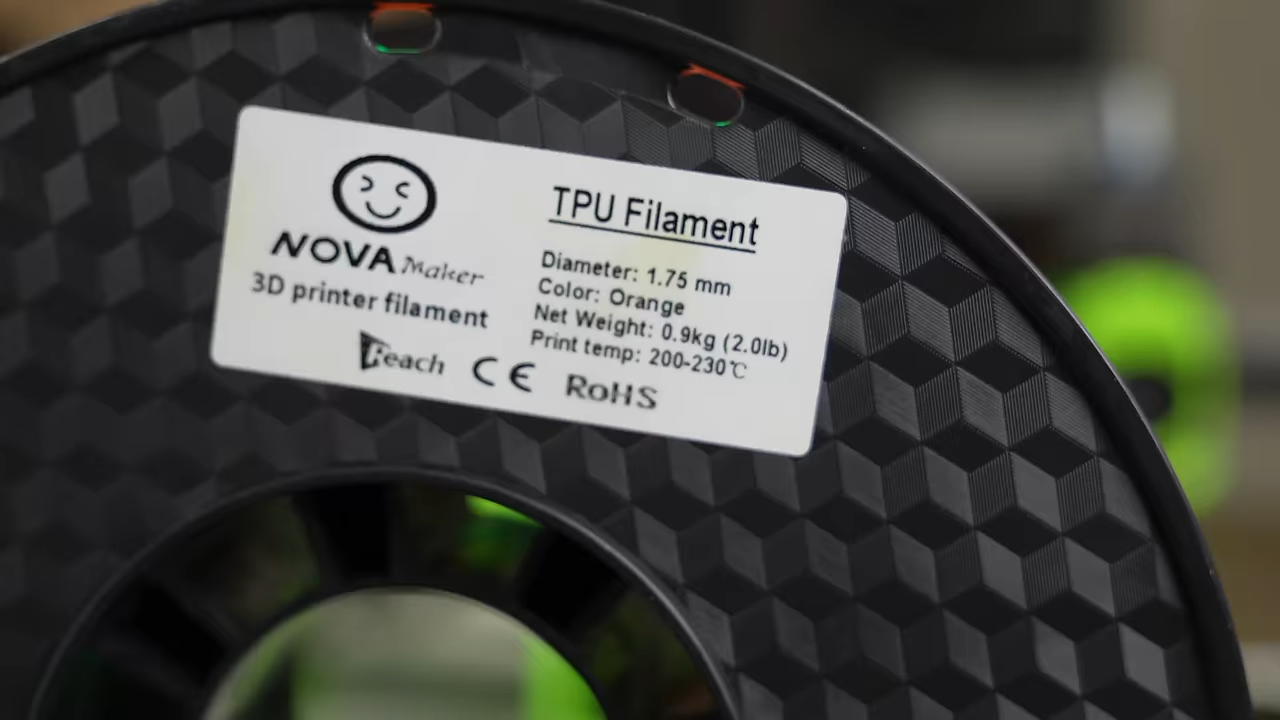 NOVA Maker
3D printer filament
Reach CE RoHS
TPU Filament
Diameter: 1.75 mm
Color: Orange
Net Weight: 0.9kg (2.0lb)
Print temp: 200-230℃